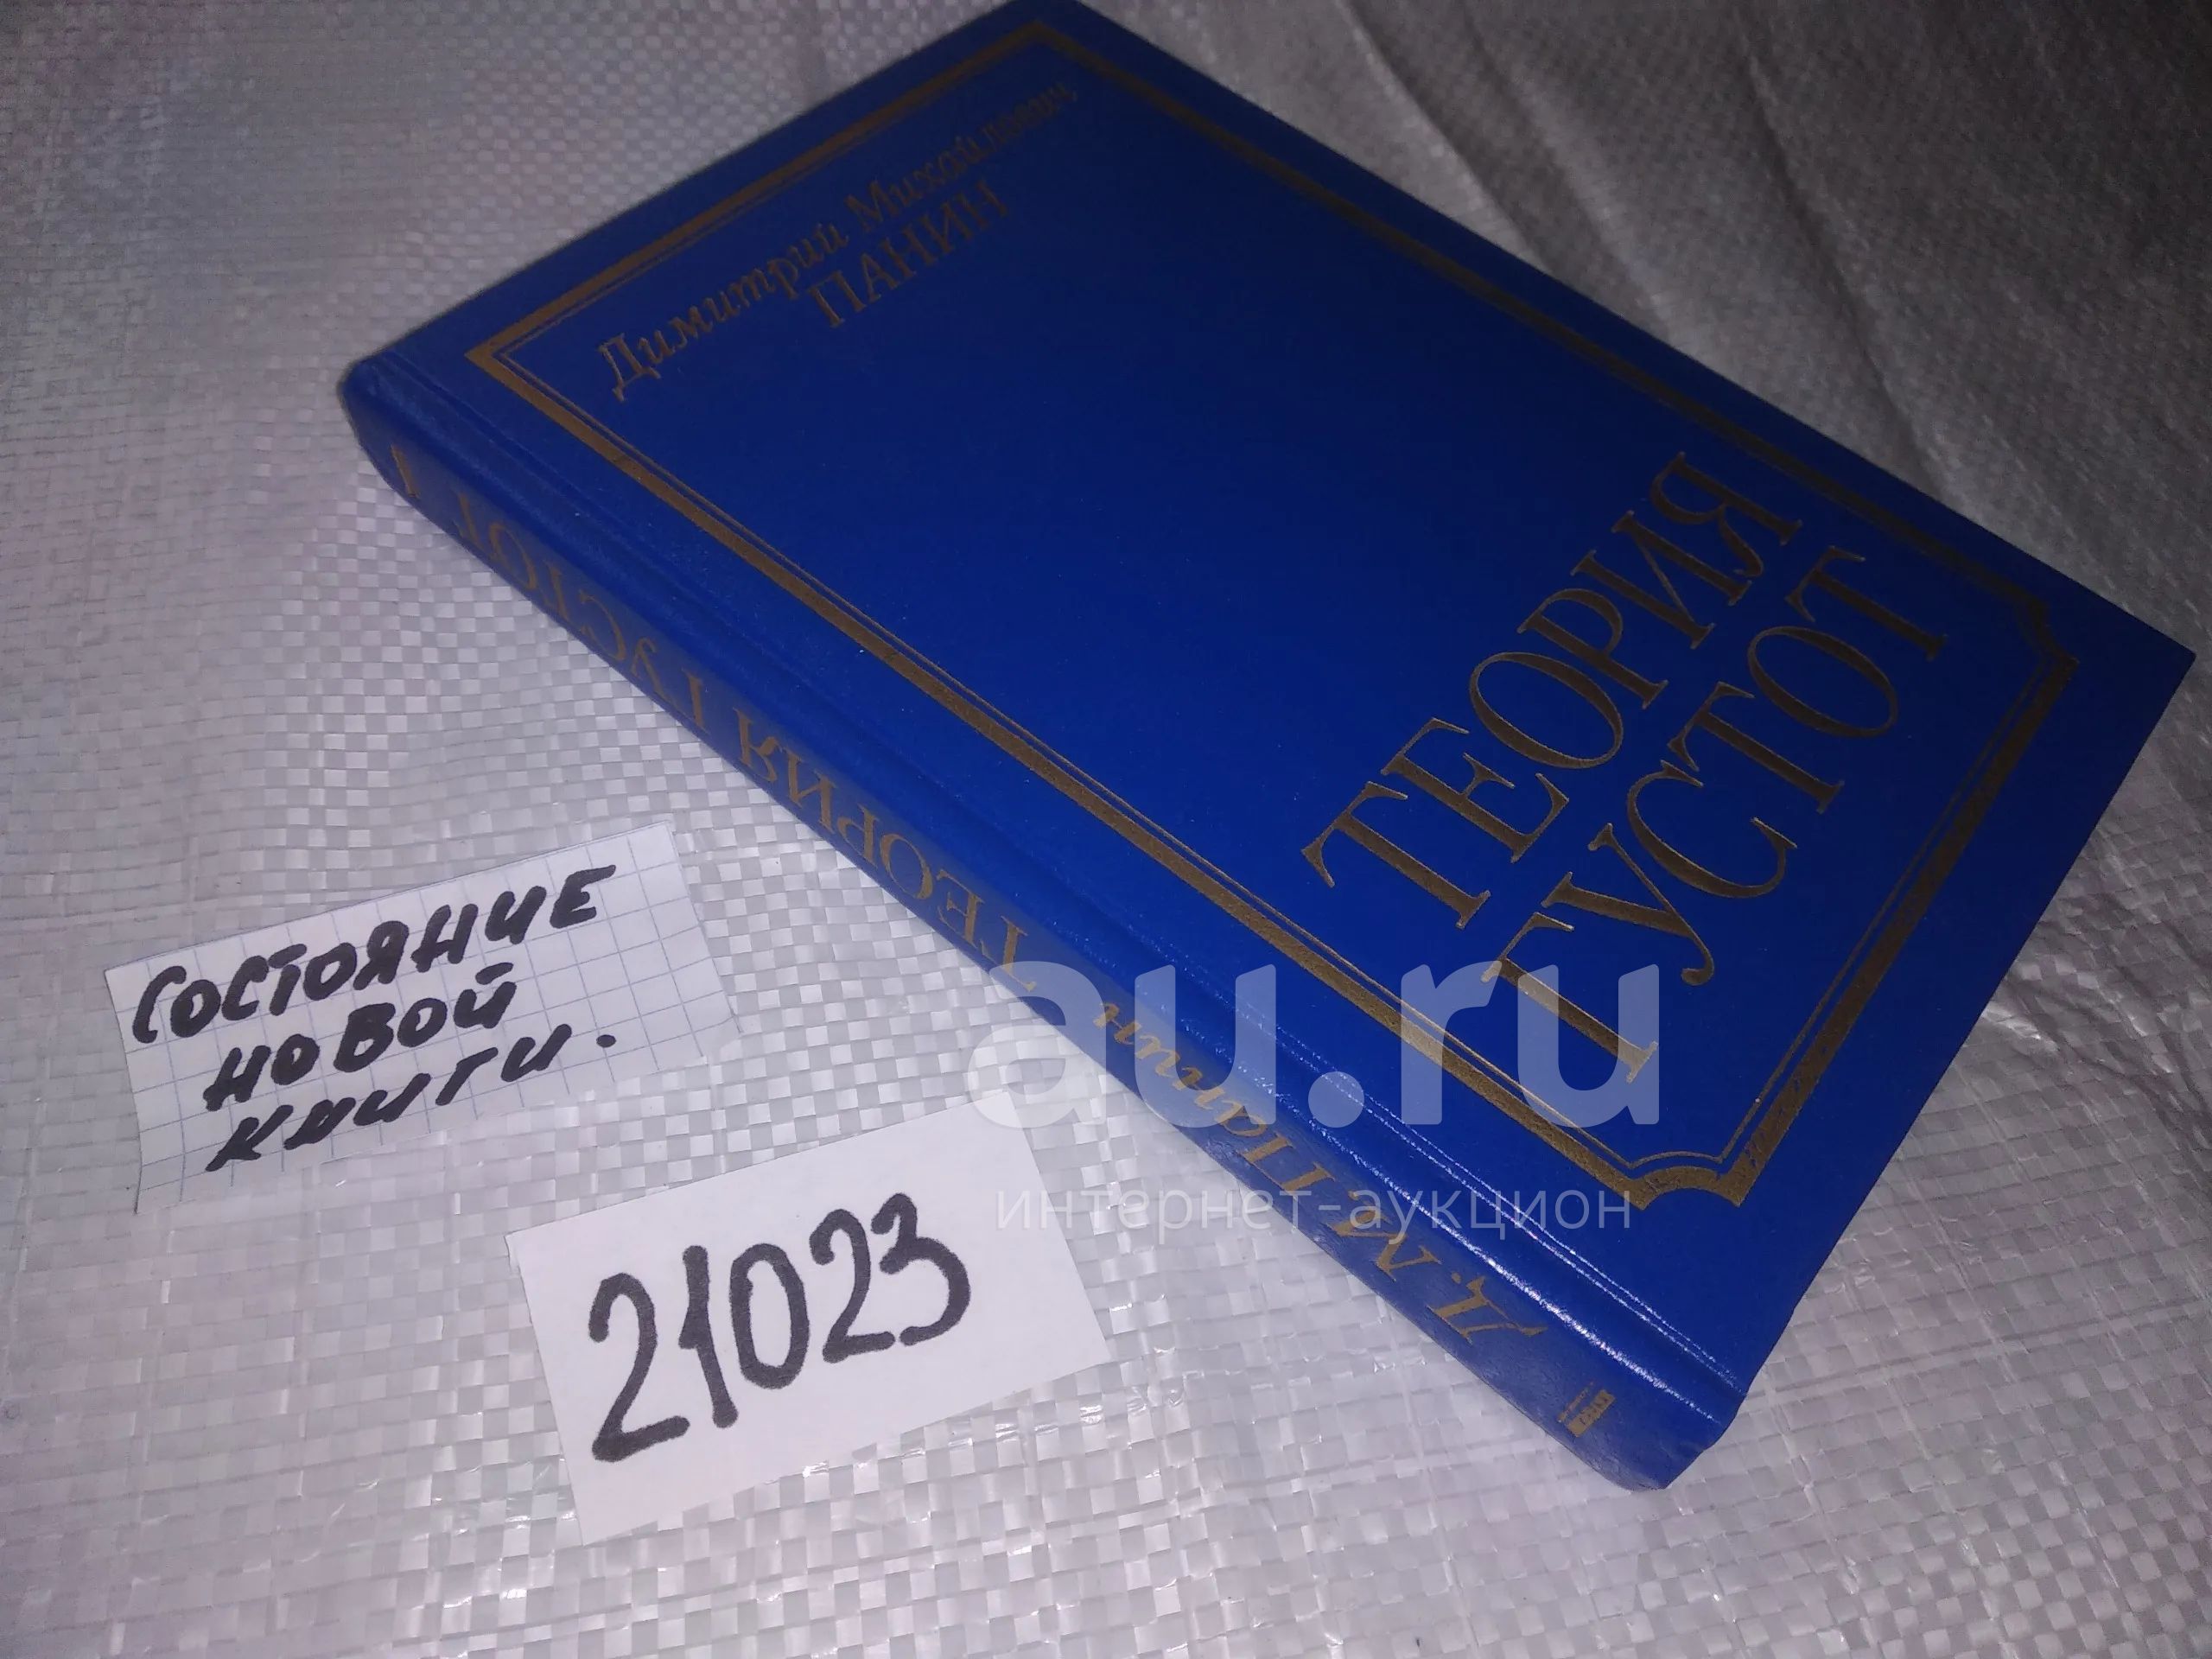 Димитрий Михайлович
ПАНИН
ТЕОРИЯ
ГУСТОТ
Д. М. Панин ТЕОРИЯ ГУСТОТ
СОСТОЯНИЕ
НОВОЙ
КНИГИ.
21023
au.ru
интернет-аукцион